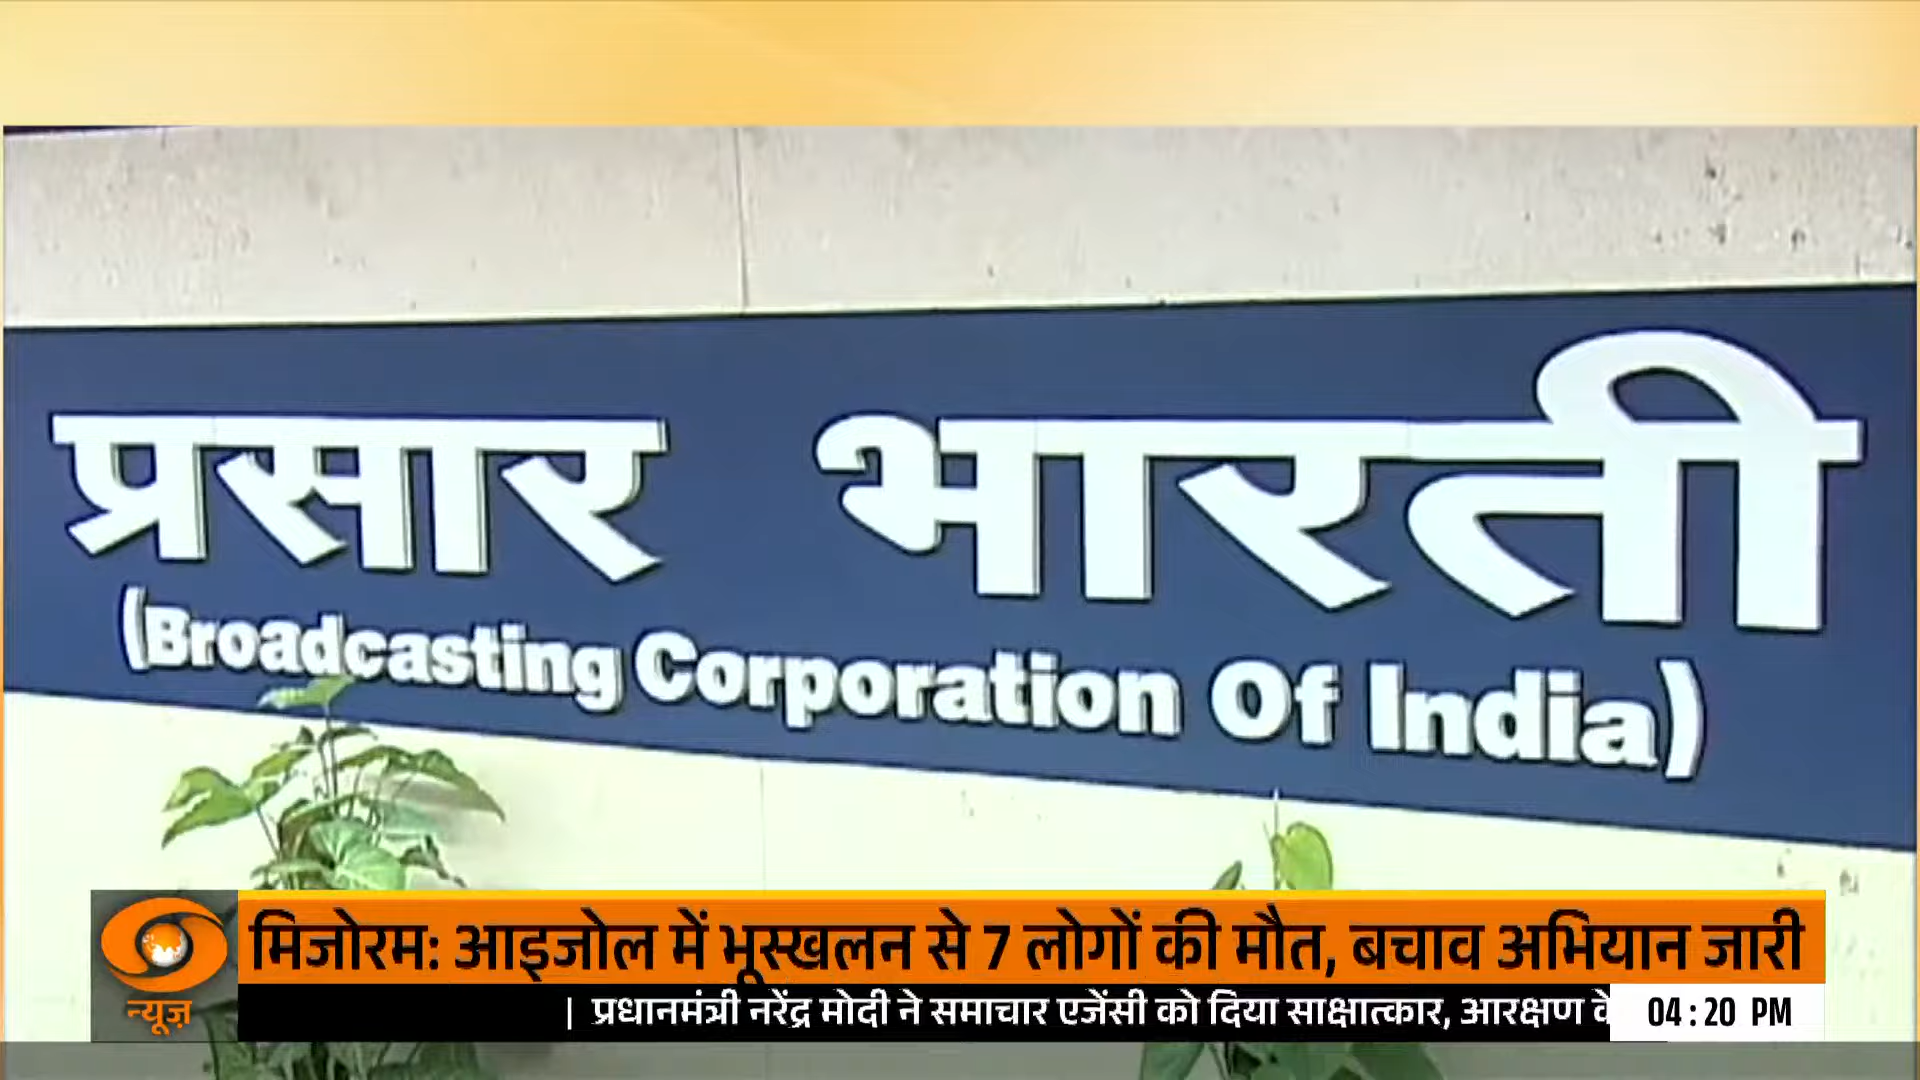 प्रसार भारती
(Broadcasting Corporation Of India)
मिजोरम: आइजोल में भूस्खलन से 7 लोगों की मौत, बचाव अभियान जारी
न्यूज़
| प्रधानमंत्री नरेंद्र मोदी ने समाचार एजेंसी को दिया साक्षात्कार, आरक्षण के
04:20 PM